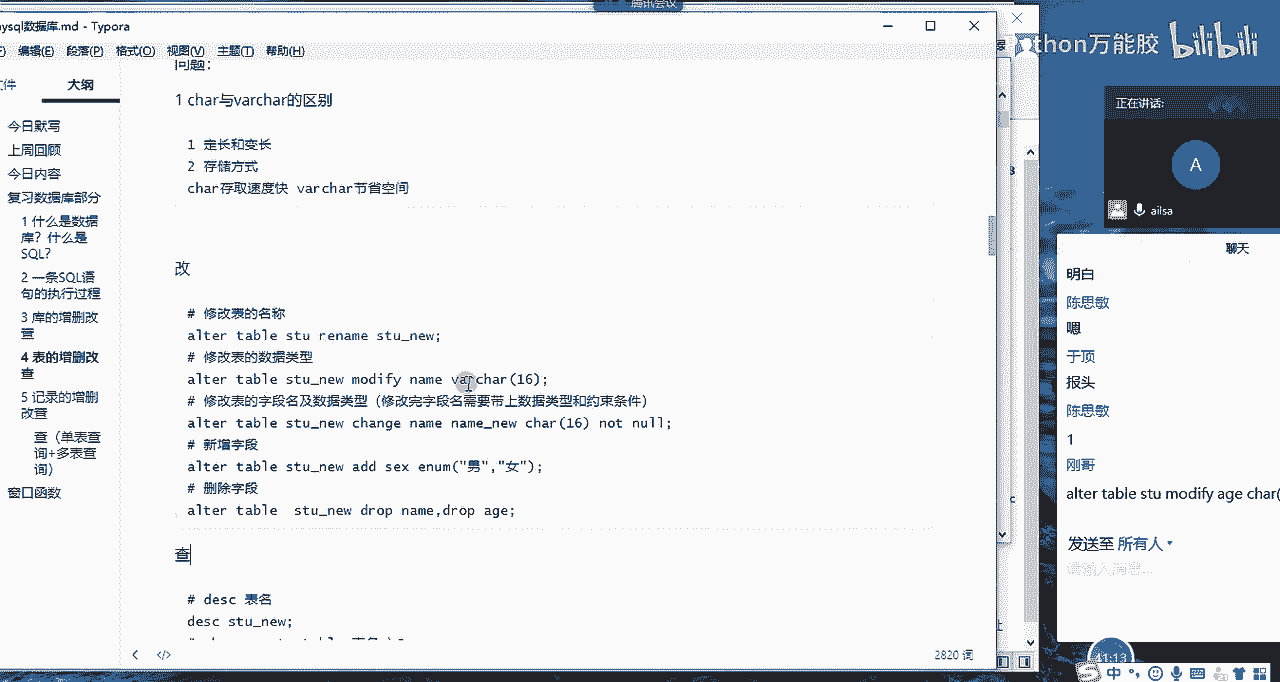 腾讯会议
ysql数据库.md - Typora
编辑(E) 段落(P) 格式(O) 视图(V) 主题(T) 帮助(H)
文件 大纲
今日默写
上周回顾
今日内容
复习数据库部分
1 什么是数据
库？什么是
SQL？
2 一条SQL语
句的执行过程
3 库的增删改
查
4 表的增删改
查
5 记录的增删
改查
查（单表查
询+多表查
询）
窗口函数
问题：
1 char与varchar的区别
1 定长和变长
2 存储方式
char存取速度快 varchar节省空间
改
# 修改表的名称
alter table stu rename stu_new;
# 修改表的数据类型
alter table stu_new modify name varchar(16);
# 修改表的字段名及数据类型（修改完字段名需要带上数据类型和约束条件）
alter table stu_new change name name_new char(16) not null;
# 新增字段
alter table stu_new add sex enum("男","女");
# 删除字段
alter table  stu_new drop name,drop age;
查
# desc 表名
desc stu_new;
2820 词
thon万能胶 bilibili
正在讲话:
A
ailsa
聊天
明白
陈思敏
嗯
于顶
报头
陈思敏
1
刚哥
alter table stu modify age char(
发送至 所有人
请输入消息...
41:13
中